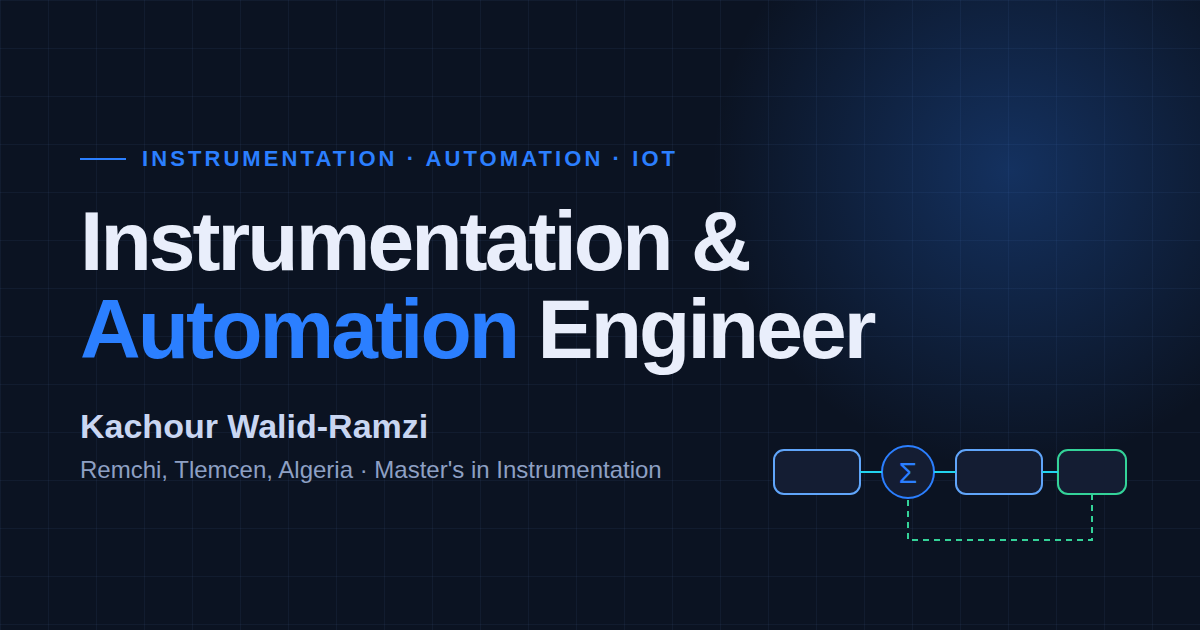 INSTRUMENTATION · AUTOMATION · IOT
Instrumentation &
Automation Engineer
Kachour Walid-Ramzi
Remchi, Tlemcen, Algeria · Master's in Instrumentation
Σ